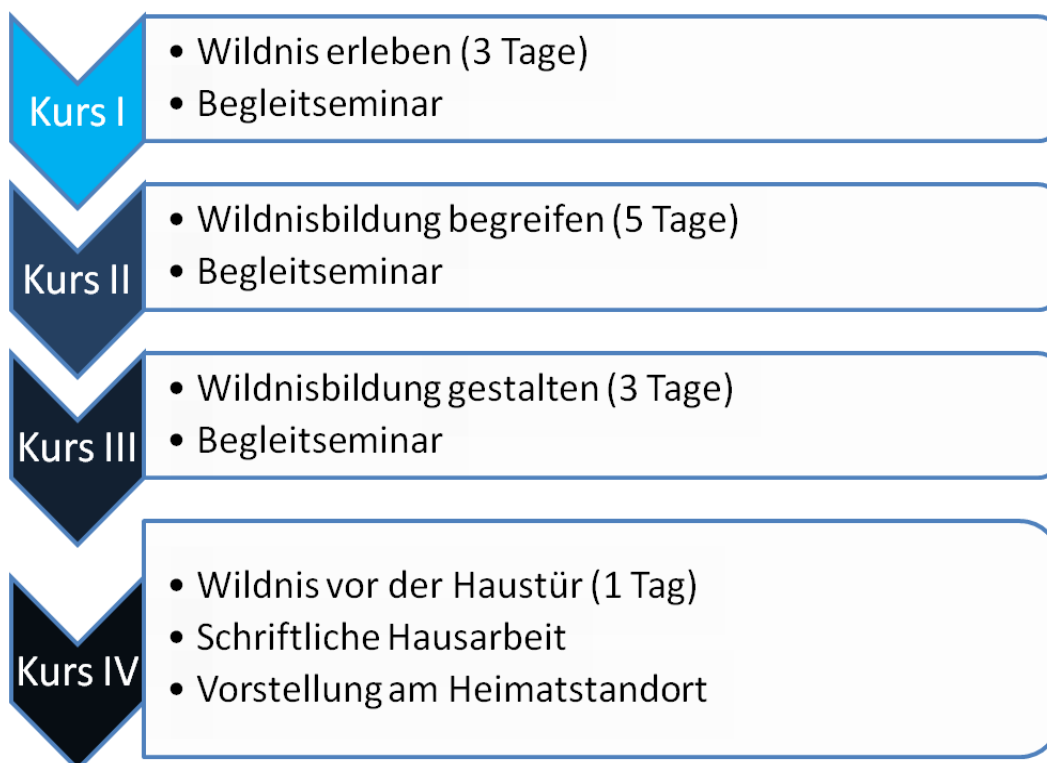 Kurs I
• Wildnis erleben (3 Tage)
• Begleitseminar
Kurs II
• Wildnisbildung begreifen (5 Tage)
• Begleitseminar
Kurs III
• Wildnisbildung gestalten (3 Tage)
• Begleitseminar
Kurs IV
• Wildnis vor der Haustür (1 Tag)
• Schriftliche Hausarbeit
• Vorstellung am Heimatstandort